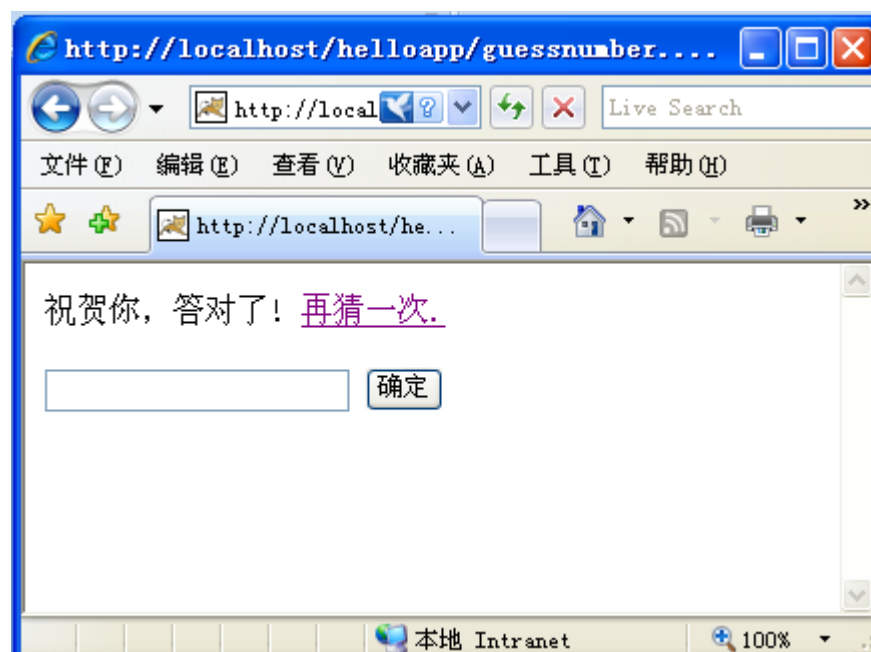 http://localhost/helloapp/guessnumber....
http://local
Live Search
文件(F) 编辑(E) 查看(V) 收藏夹(A) 工具(T) 帮助(H)
http://localhost/he...
祝贺你，答对了! 再猜一次.
确定
本地 Intranet 100%